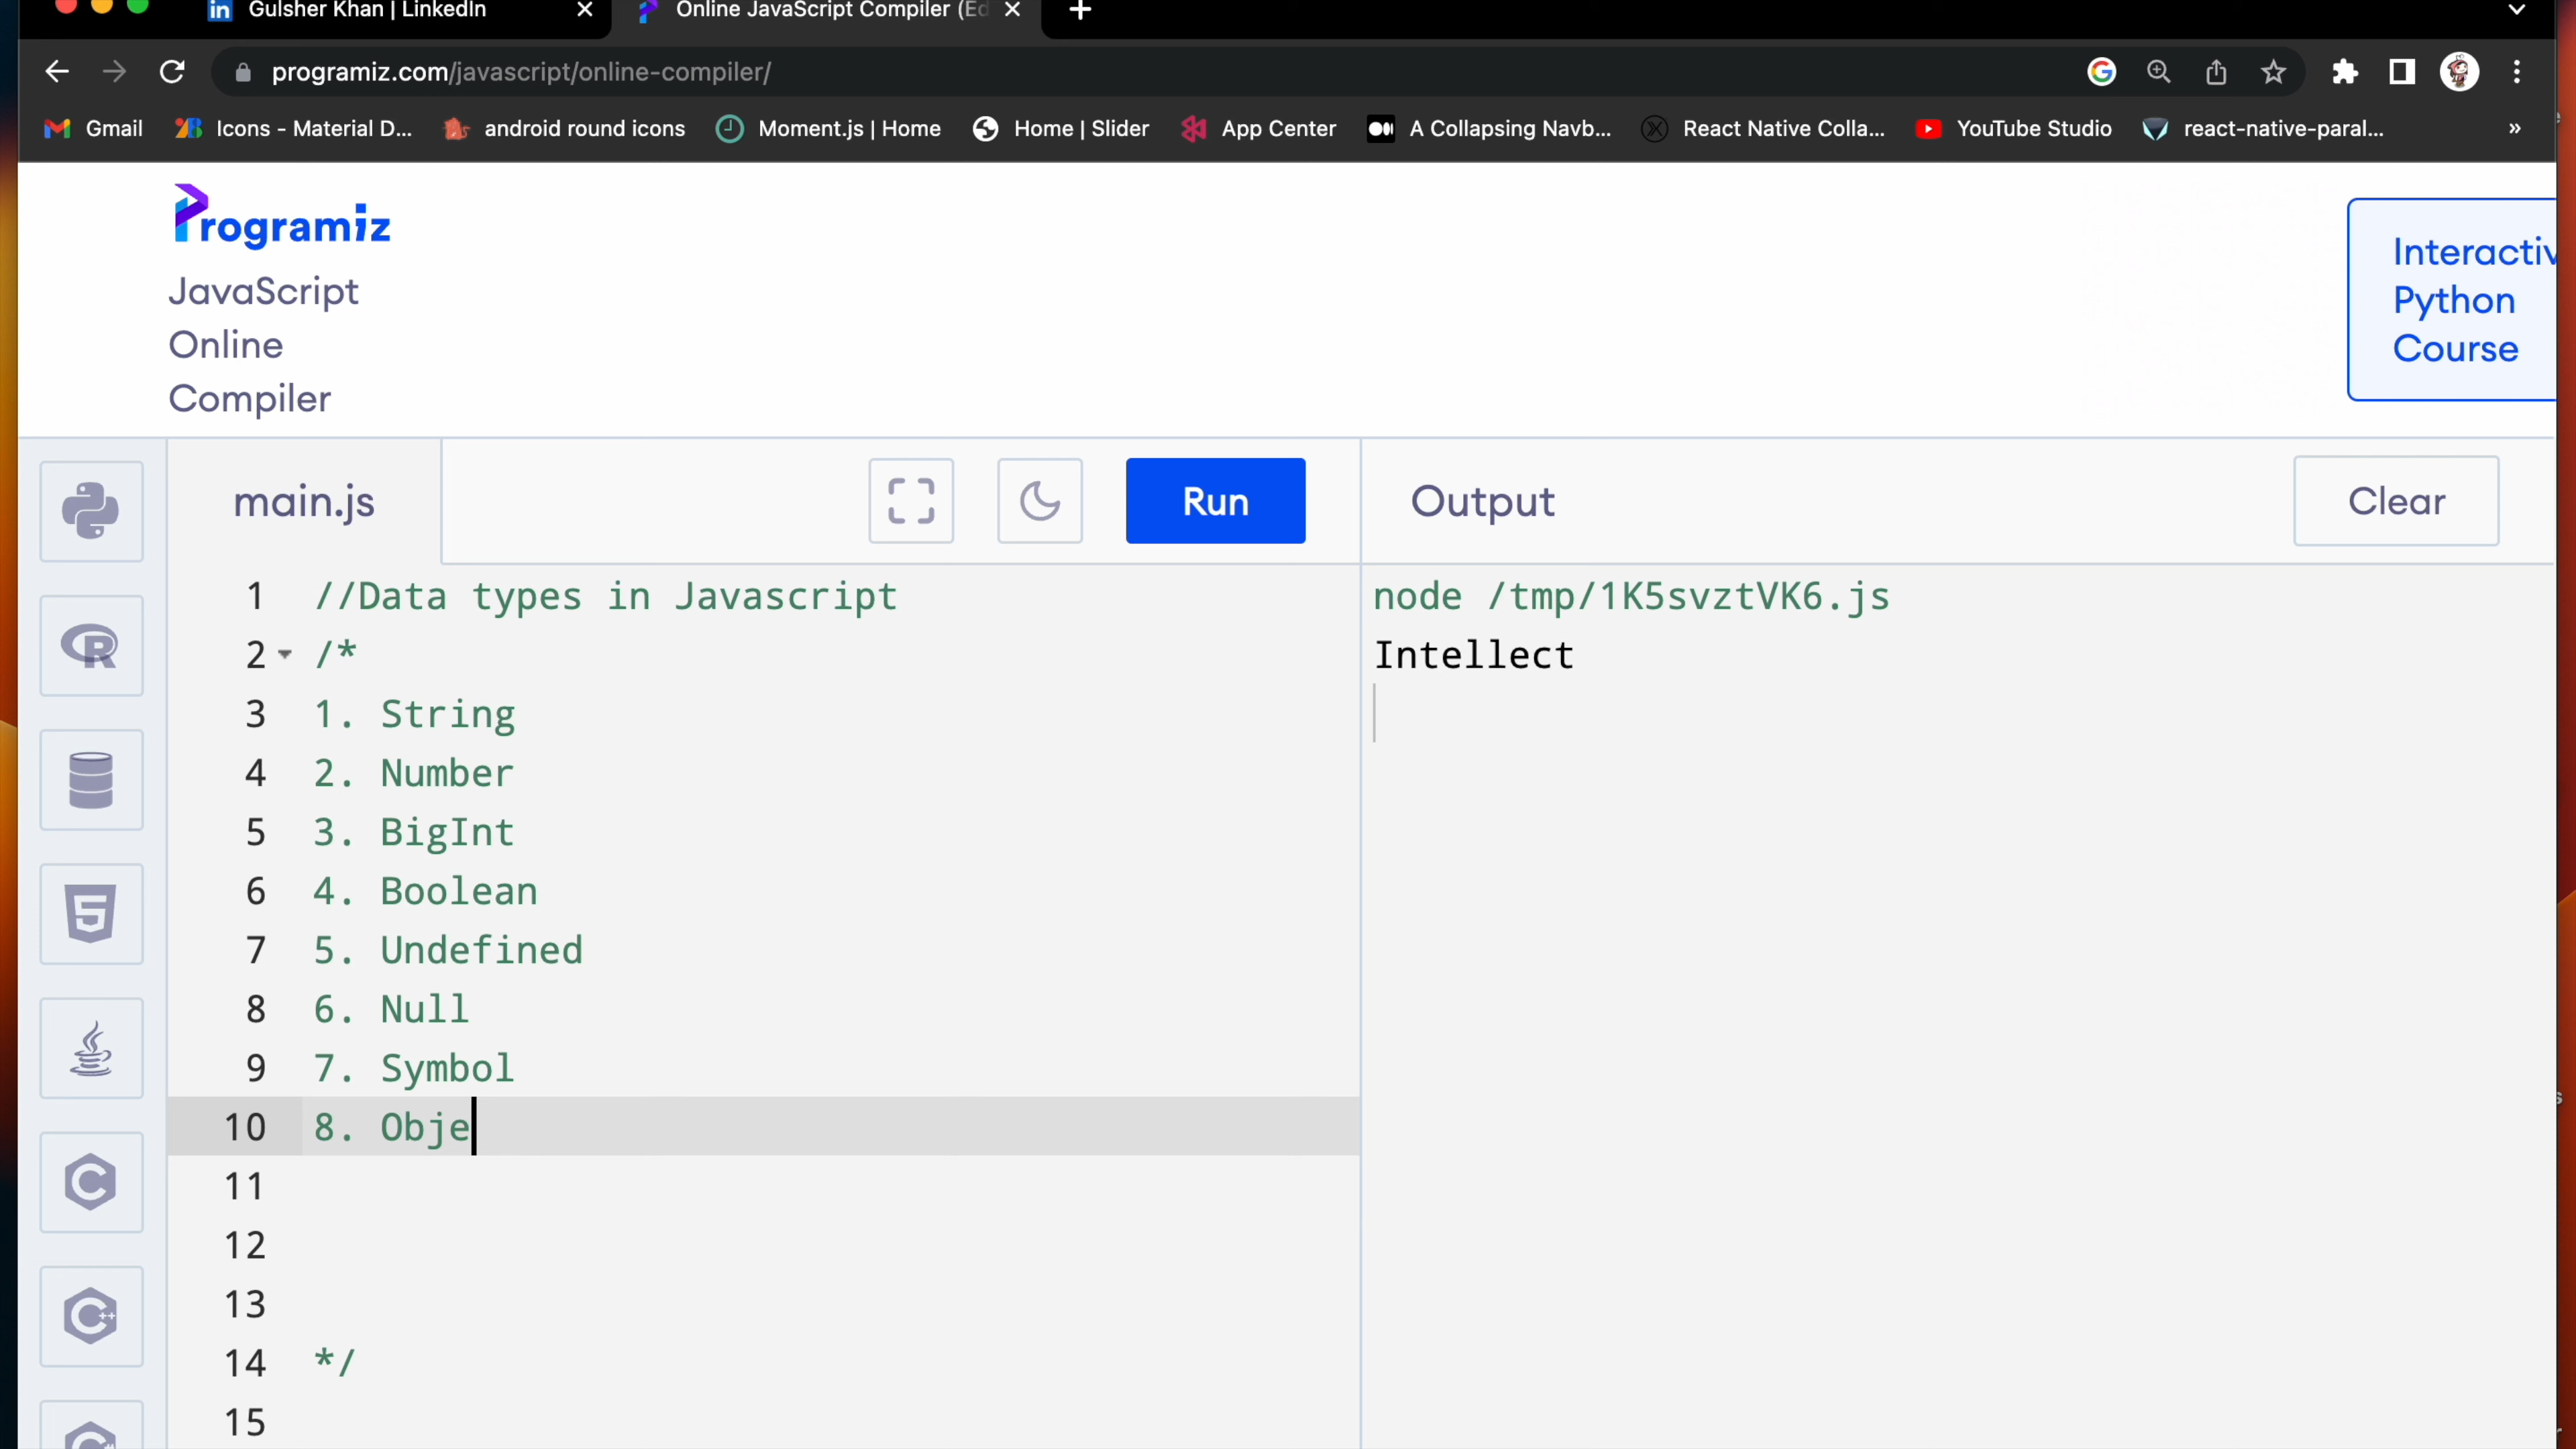 Gulsher Khan | LinkedIn
Online JavaScript Compiler (Ed
programiz.com/javascript/online-compiler/
Gmail
Icons - Material D...
android round icons
Moment.js | Home
Home | Slider
App Center
A Collapsing Navb...
React Native Colla...
YouTube Studio
react-native-paral...
Programiz
JavaScript
Online
Compiler
Interactiv
Python
Course
main.js
Run
Output
Clear
1 //Data types in Javascript
2 /*
3 1. String
4 2. Number
5 3. BigInt
6 4. Boolean
7 5. Undefined
8 6. Null
9 7. Symbol
10 8. Obje
11
12
13
14 */
15
node /tmp/1K5svztVK6.js
Intellect